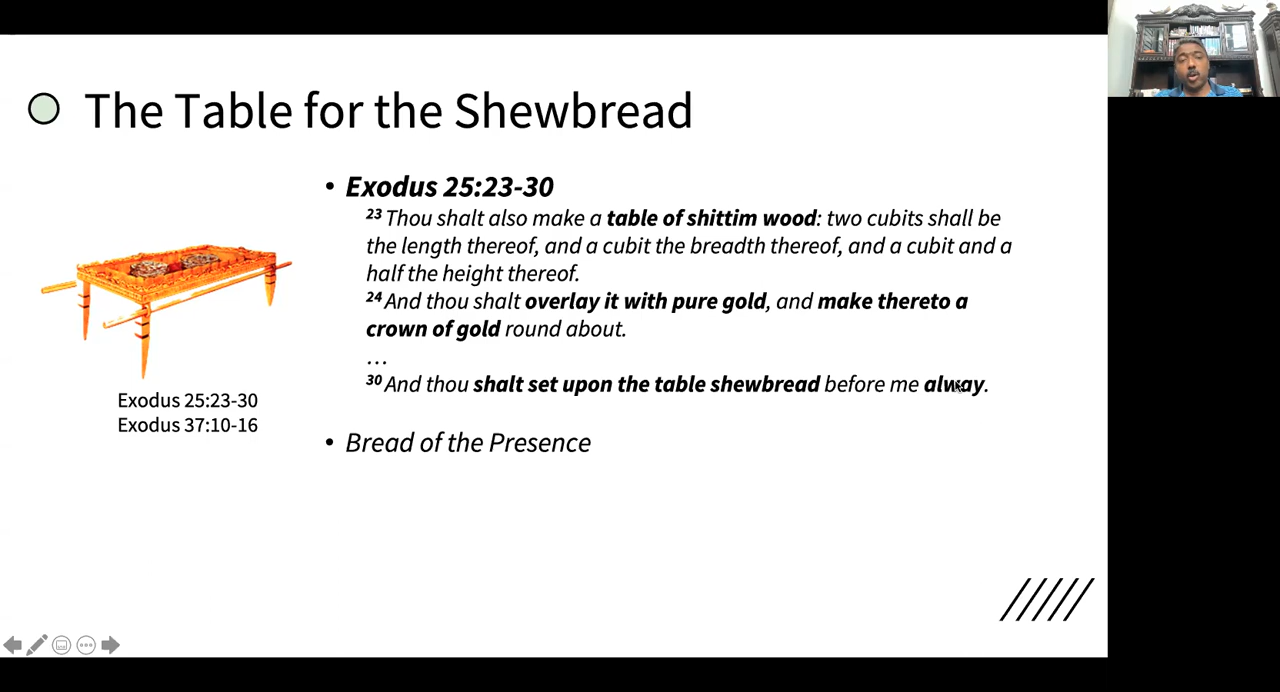 The Table for the Shewbread
• Exodus 25:23-30
23 Thou shalt also make a table of shittim wood: two cubits shall be
the length thereof, and a cubit the breadth thereof, and a cubit and a
half the height thereof.
24 And thou shalt overlay it with pure gold, and make thereto a
crown of gold round about.
…
30 And thou shalt set upon the table shewbread before me alway.
Exodus 25:23-30
Exodus 37:10-16
• Bread of the Presence